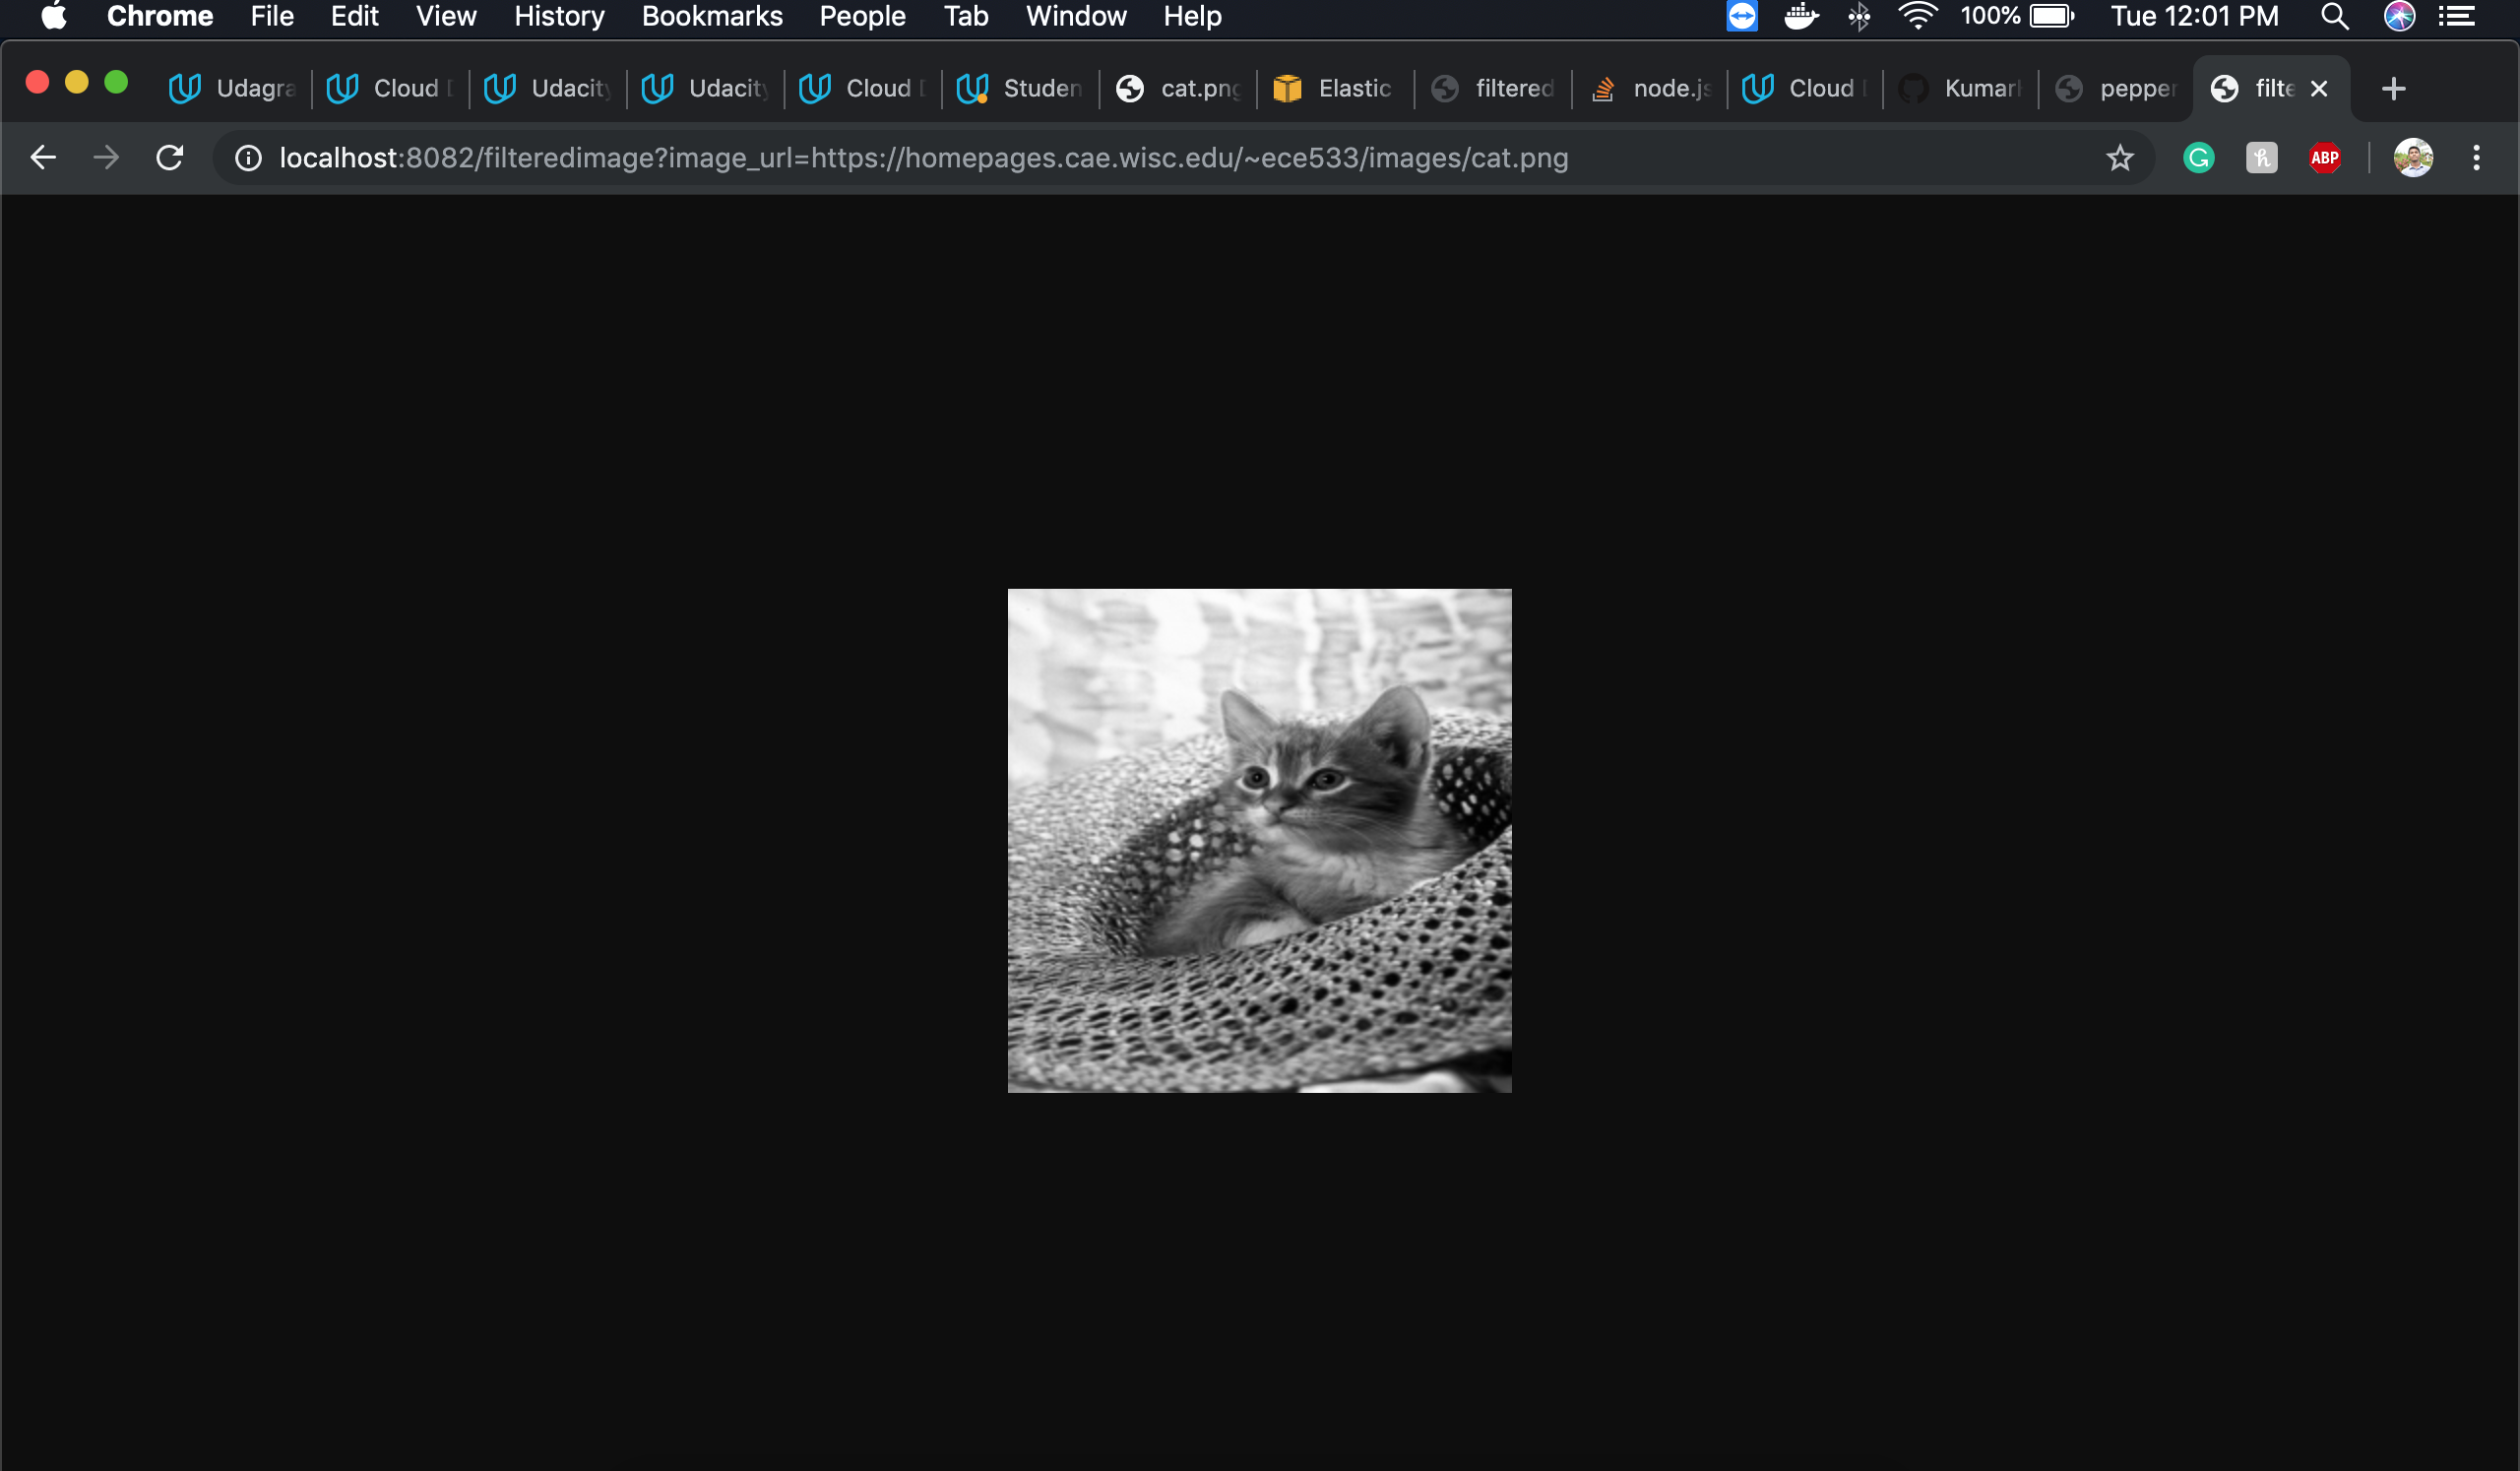 Chrome File Edit View History Bookmarks People Tab Window Help 100% Tue 12:01 PM
Udagra Cloud D Udacity Udacity Cloud D Studen cat.png Elastic filtered node.js Cloud Kumar pepper filte
localhost:8082/filteredimage?image_url=https://homepages.cae.wisc.edu/~ece533/images/cat.png ABP